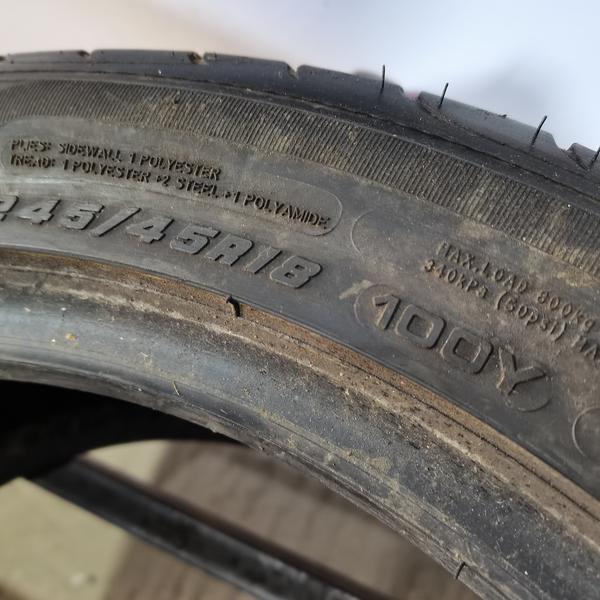 PLIES: SIDEWALL 1 POLYESTER
TREAD: 1 POLYESTER +2 STEEL +1 POLYAMIDE
245/45R18
100Y
MAX.LOAD 800kg
340kPa (50psi)